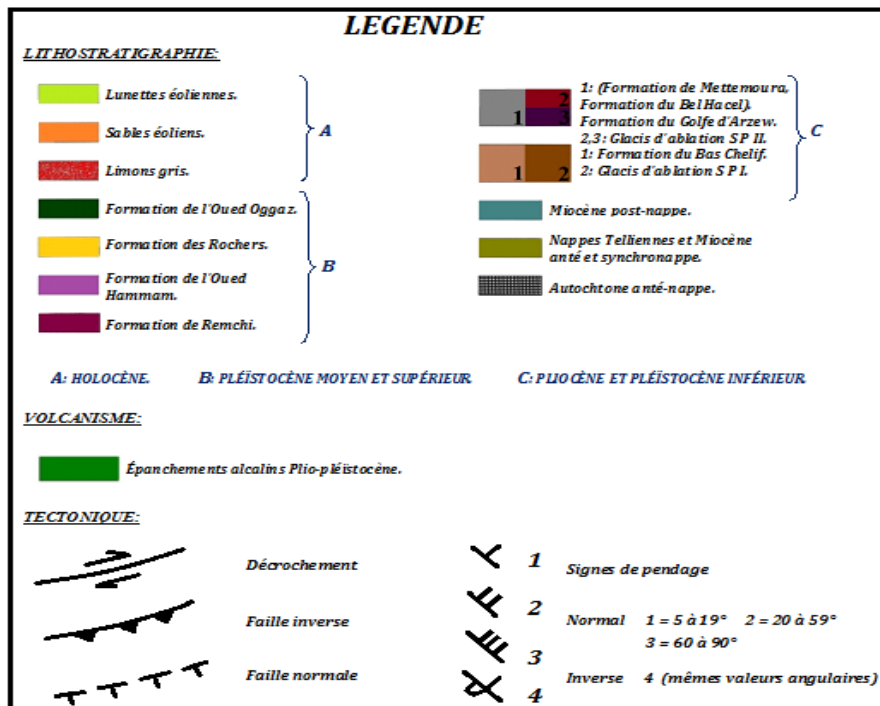 LEGENDE
LITHOSTRATIGRAPHIE:
Lunettes éoliennes.
Sables éoliens.
Limons gris.
A
Formation de l'Oued Oggaz.
Formation des Rochers.
Formation de l'Oued
Hammam.
Formation de Remchi.
B
1 2 3
1: (Formation de Mettemoura,
Formation du Bel Hacel).
Formation du Golfe d'Arzew.
2,3: Glacis d'ablation SP II.
1 2
1: Formation du Bas Chelif.
2: Glacis d'ablation SP I.
C
Miocène post-nappe.
Nappes Telliennes et Miocène
anté et synchronappe.
Autochtone anté-nappe.
A: HOLOCÈNE. B: PLÉÏSTOCÈNE MOYEN ET SUPÉRIEUR C: PLIOCÈNE ET PLÉÏSTOCÈNE INFÉRIEUR
VOLCANISME:
Épanchements alcalins Plio-pléïstocène.
TECTONIQUE:
Décrochement
Faille inverse
Faille normale
1 Signes de pendage
2 Normal 1 = 5 à 19° 2 = 20 à 59°
3 = 60 à 90°
3
4 Inverse 4 (mêmes valeurs angulaires)